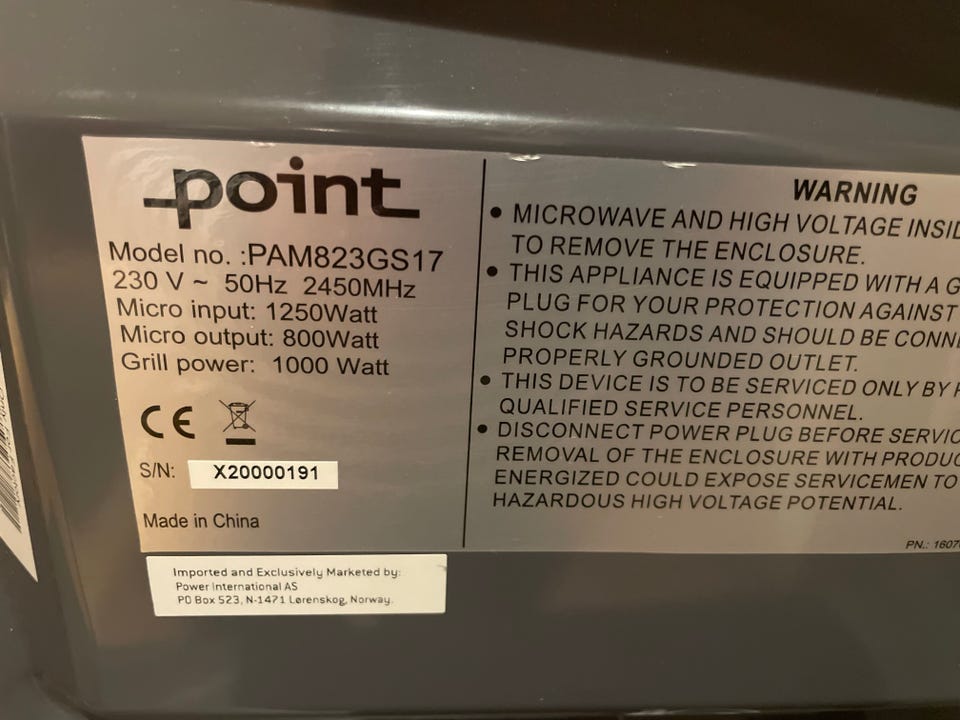 point
Model no. :PAM823GS17
230 V ~ 50Hz 2450MHz
Micro input: 1250Watt
Micro output: 800Watt
Grill power: 1000 Watt
CE
S/N: X20000191
Made in China
WARNING
• MICROWAVE AND HIGH VOLTAGE
TO REMOVE THE ENCLOSURE.
• THIS APPLIANCE IS EQUIPPED WITH A
PLUG FOR YOUR PROTECTION AGAINST
SHOCK HAZARDS AND SHOULD BE
PROPERLY GROUNDED OUTLET.
• THIS DEVICE IS TO BE SERVICED ONLY BY
QUALIFIED SERVICE PERSONNEL.
• DISCONNECT POWER PLUG BEFORE
REMOVAL OF THE ENCLOSURE WITH
ENERGIZED COULD EXPOSE SERVICEMEN TO
HAZARDOUS HIGH VOLTAGE POTENTIAL.
PN.:
Imported and Exclusively Marketed by:
Power International AS
PO Box 523, N-1471 Lørenskog, Norway.